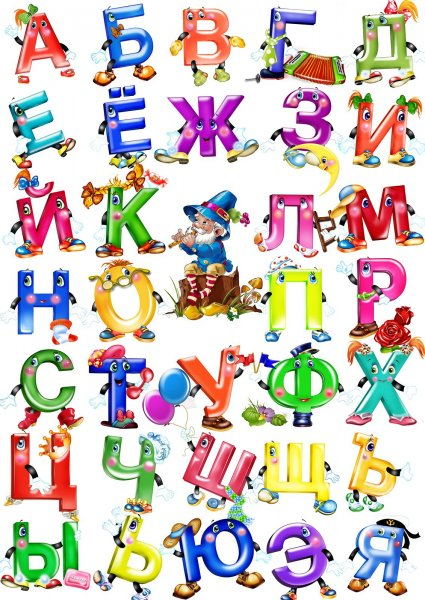 А Б В Г Д
Е Ё Ж З И
Й К Л М
Н О П Р
С Т У Ф Х
Ц Ч Ш Щ Ъ
Ы Ь Ю Э Я